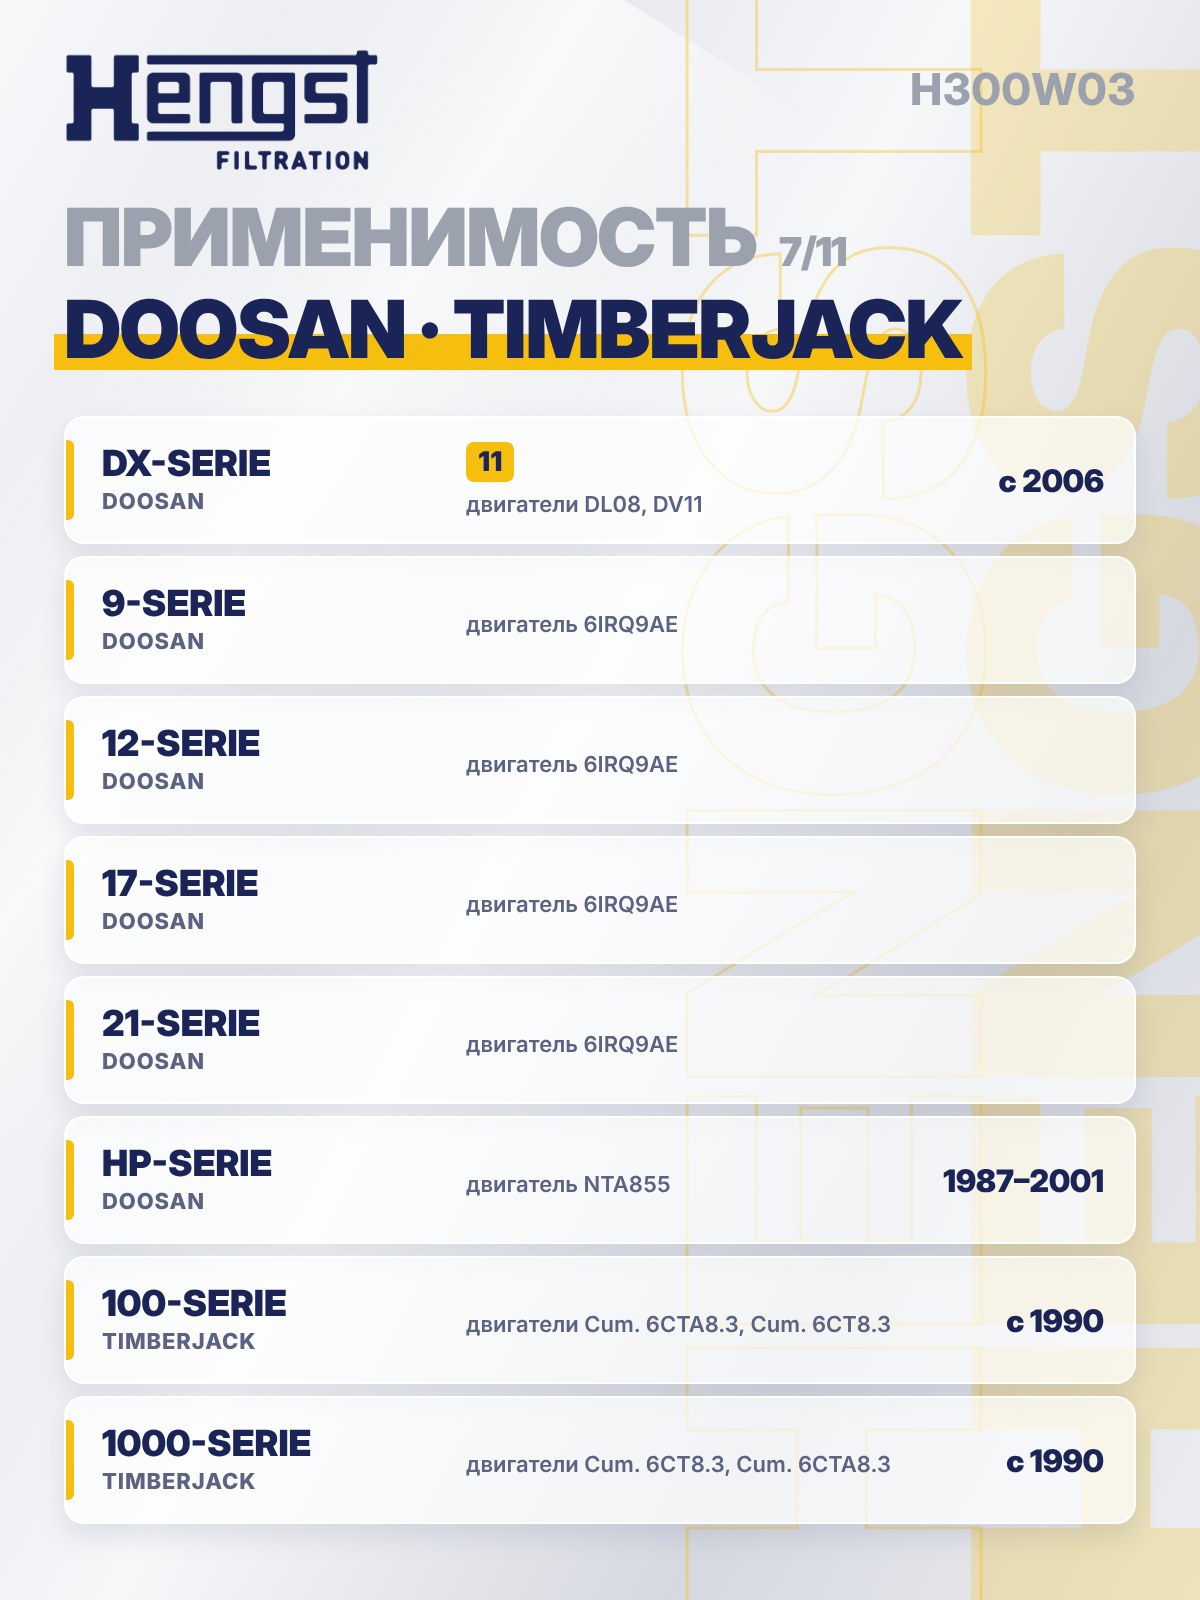 Hengst
FILTRATION
H300W03
ПРИМЕНИМОСТЬ 7/11
DOOSAN · TIMBERJACK
DX-SERIE
DOOSAN
11
двигатели DL08, DV11
с 2006
9-SERIE
DOOSAN
двигатель 6IRQ9AE
12-SERIE
DOOSAN
двигатель 6IRQ9AE
17-SERIE
DOOSAN
двигатель 6IRQ9AE
21-SERIE
DOOSAN
двигатель 6IRQ9AE
HP-SERIE
DOOSAN
двигатель NTA855
1987–2001
100-SERIE
TIMBERJACK
двигатели Cum. 6CTA8.3, Cum. 6CT8.3
с 1990
1000-SERIE
TIMBERJACK
двигатели Cum. 6CT8.3, Cum. 6CTA8.3
с 1990
HENGST
HENGST